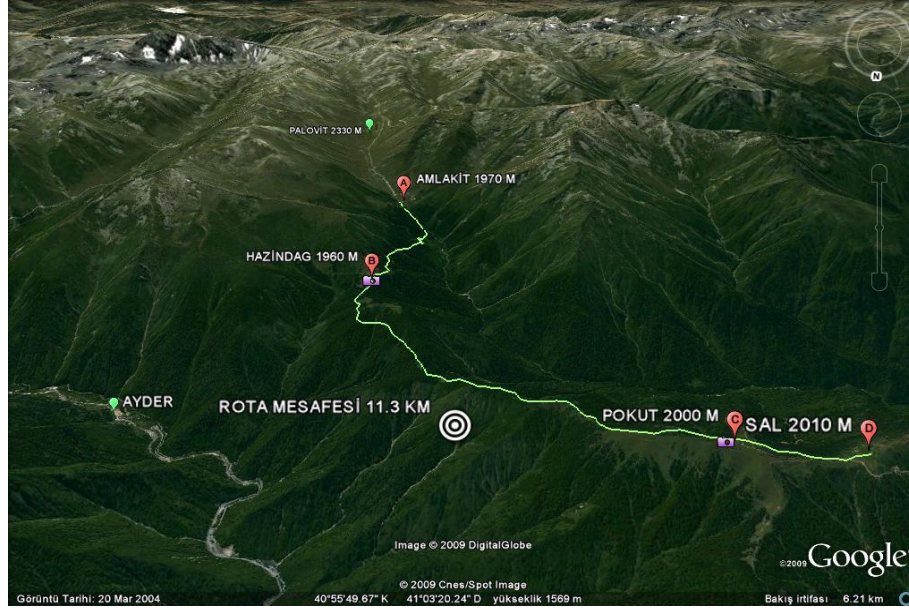 N
PALOVİT 2330 M
A
AMLAKİT 1970 M
HAZİNDAG 1960 M
B
AYDER
ROTA MESAFESİ 11.3 KM
POKUT 2000 M
C
SAL 2010 M
D
Image © 2009 DigitalGlobe
©2009 Google
© 2009 Cnes/Spot Image
Görüntü Tarihi: 20 Mar 2004
40°55'49.67" K
41°03'20.24" D
yükseklik 1569 m
Bakış irtifası
6.21 km